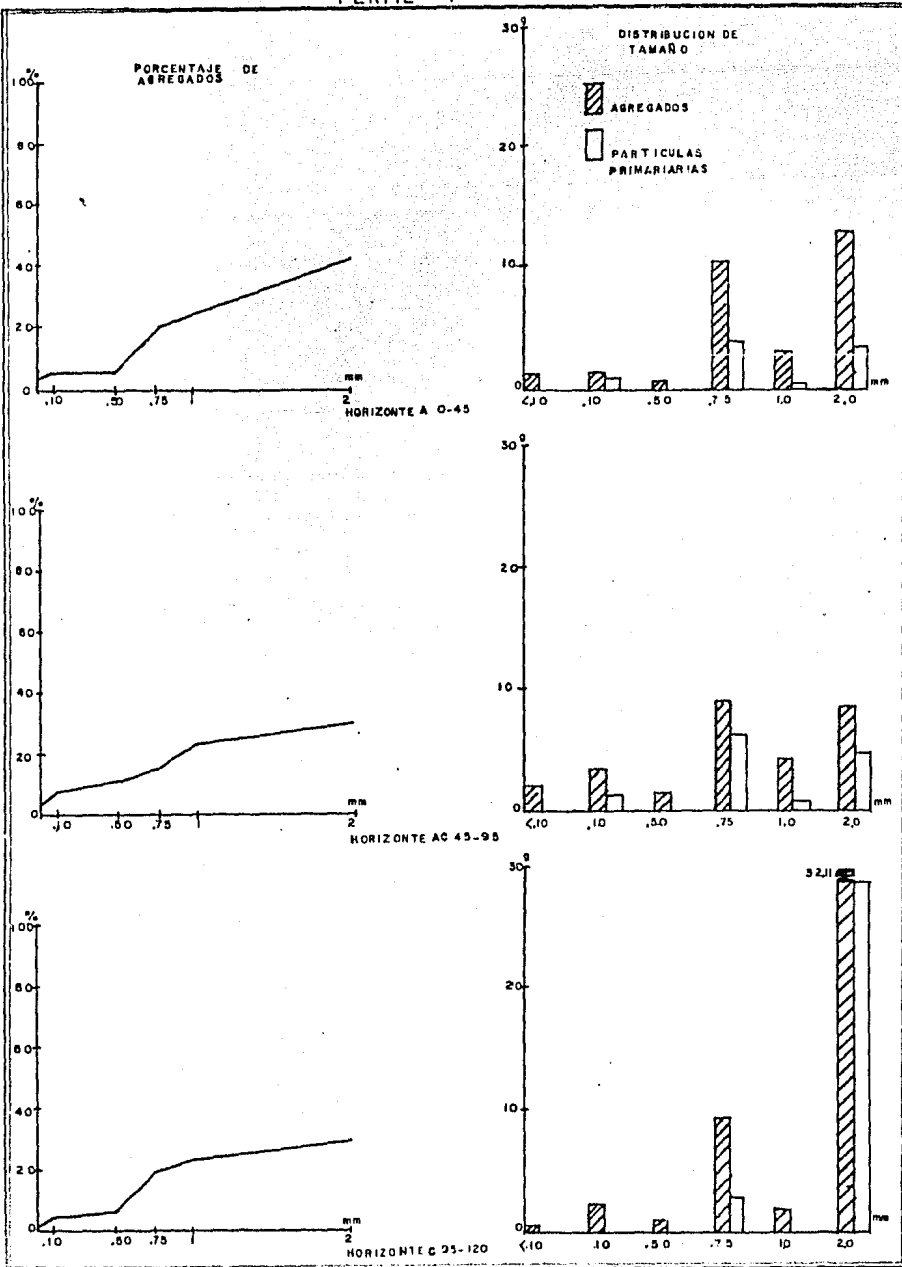 PERFIL
%
100
PORCENTAJE DE
AGREGADOS
80
60
40
20
0
.10 .50 .75 1 2
mm
HORIZONTE A 0-45
g
30
DISTRIBUCION DE
TAMAÑO
AGREGADOS
PARTICULAS
PRIMARIARIAS
20
10
0
<.10 .10 .50 .75 1.0 2.0
mm
%
100
80
60
40
20
0
.10 .50 .75 1 2
mm
HORIZONTE AC 45-95
g
30
20
10
0
<.10 .10 .50 .75 1.0 2.0
mm
%
100
80
60
40
20
0
.10 .50 .75 1 2
mm
HORIZONTE C 95-120
g
30
32.11
20
10
0
<.10 .10 .50 .75 1.0 2.0
mm